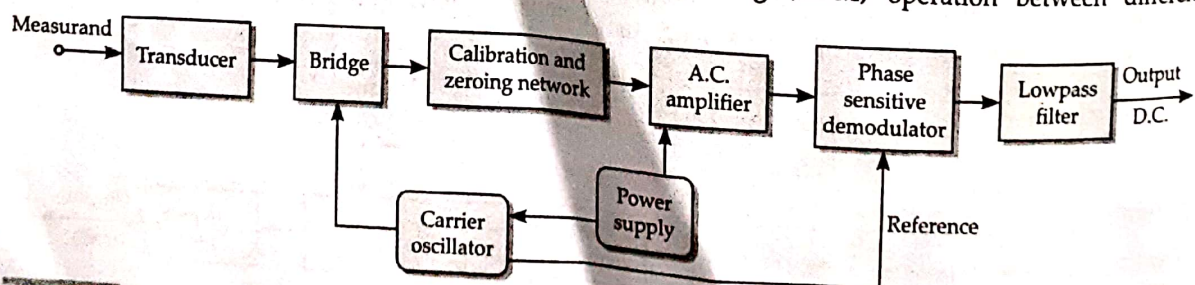 operation between
Measurand
Transducer
Bridge
Calibration and
zeroing network
A.C.
amplifier
Phase
sensitive
demodulator
Lowpass
filter
Output
D.C.
Power
supply
Carrier
oscillator
Reference